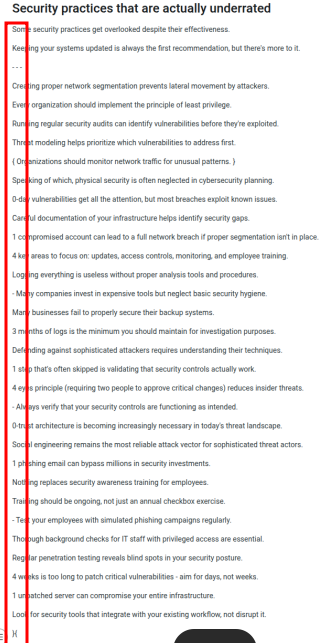 Security practices that are actually underrated
Some security practices get overlooked despite their effectiveness.
Keeping your systems updated is always the first recommendation, but there's more to it.
---
Creating proper network segmentation prevents lateral movement by attackers.
Every organization should implement the principle of least privilege.
Running regular security audits can identify vulnerabilities before they're exploited.
Threat modeling helps prioritize which vulnerabilities to address first.
( Organizations should monitor network traffic for unusual patterns. )
Speaking of which, physical security is often neglected in cybersecurity planning.
0-day vulnerabilities get all the attention, but most breaches exploit known issues.
Careful documentation of your infrastructure helps identify security gaps.
1 compromised account can lead to a full network breach if proper segmentation isn't in place.
4 key areas to focus on: updates, access controls, monitoring, and employee training.
Logging everything is useless without proper analysis tools and procedures.
- Many companies invest in expensive tools but neglect basic security hygiene.
Many businesses fail to properly secure their backup systems.
3 months of logs is the minimum you should maintain for investigation purposes.
Defending against sophisticated attackers requires understanding their techniques.
1 step that's often skipped is validating that security controls actually work.
4 eyes principle (requiring two people to approve critical changes) reduces insider threats.
- Always verify that your security controls are functioning as intended.
0-trust architecture is becoming increasingly necessary in today's threat landscape.
Social engineering remains the most reliable attack vector for sophisticated threat actors.
1 phishing email can bypass millions in security investments.
Nothing replaces security awareness training for employees.
Training should be ongoing, not just an annual checkbox exercise.
- Test your employees with simulated phishing campaigns regularly.
Thorough background checks for IT staff with privileged access are essential.
Regular penetration testing reveals blind spots in your security posture.
4 weeks is too long to patch critical vulnerabilities - aim for days, not weeks.
1 unpatched server can compromise your entire infrastructure.
Look for security tools that integrate with your existing workflow, not disrupt it.
)(